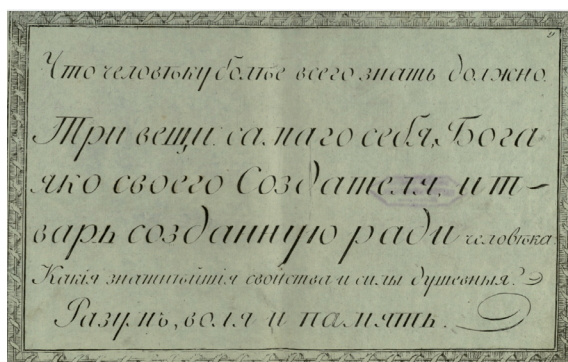 Что человѣку болѣе всего знать должно.
Три вещи: самаго себя, Бога
яко своего Создателя, и т-
варь созданную ради человѣка.
Какія знатнѣйшія свойства и силы душевныя?
Разумъ, воля и память.